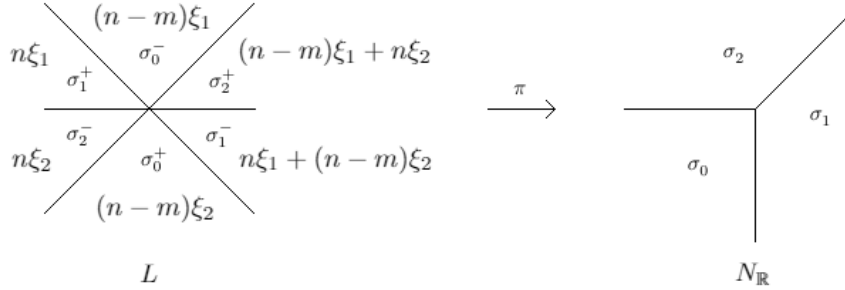 (n − m)ξ₁
nξ₁ σ₀⁻ (n − m)ξ₁ + nξ₂ σ₂
σ₁⁺ σ₂⁺ π
σ₂⁻ σ₁⁻ σ₁
nξ₂ σ₀⁺ nξ₁ + (n − m)ξ₂ σ₀
(n − m)ξ₂
L N_ℝ